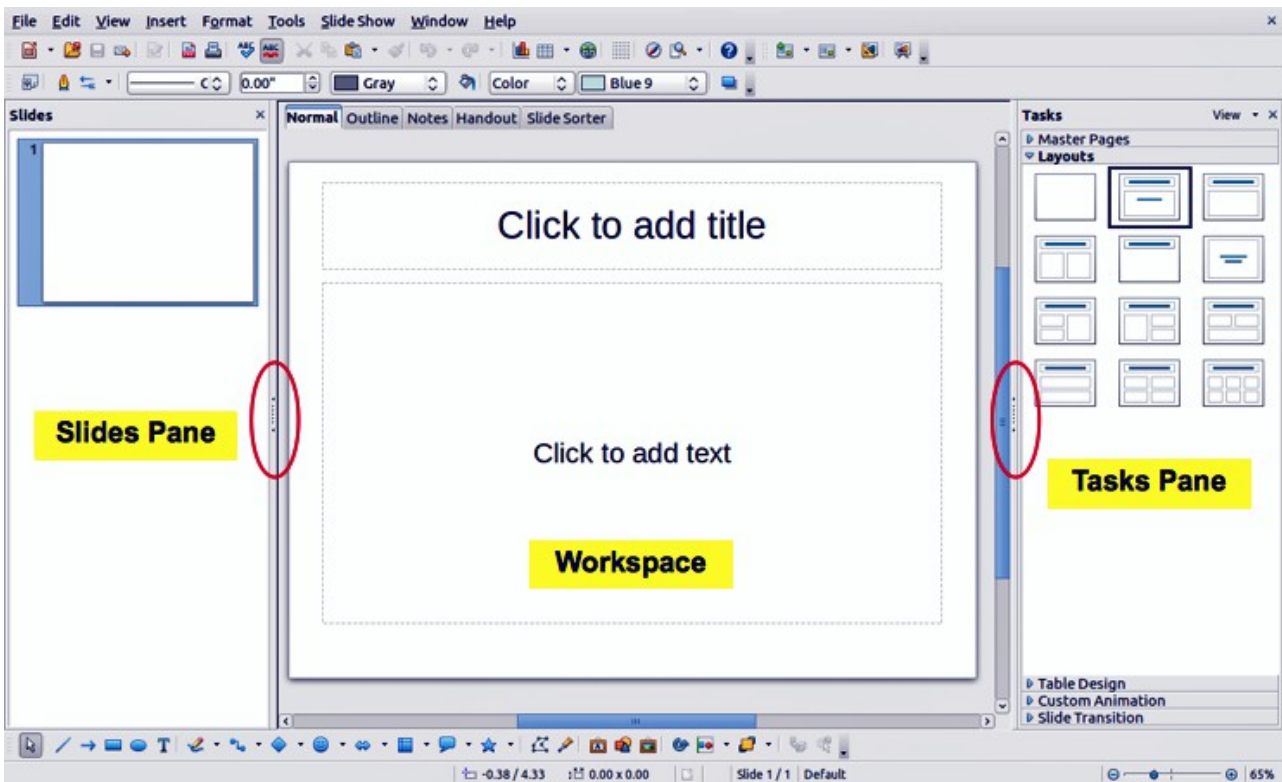 File Edit View Insert Format Tools Slide Show Window Help ×
0.00" Gray Color Blue 9
Slides ×
Normal Outline Notes Handout Slide Sorter
Tasks View ×
Master Pages
Layouts
1
Click to add title
Click to add text
Slides Pane
Workspace
Tasks Pane
Table Design
Custom Animation
Slide Transition
-0.38 / 4.33 0.00 x 0.00 Slide 1 / 1 Default 65%